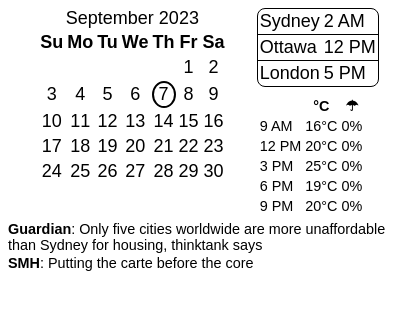 September 2023
Su Mo Tu We Th Fr Sa
1 2
3 4 5 6 7 8 9
10 11 12 13 14 15 16
17 18 19 20 21 22 23
24 25 26 27 28 29 30
Sydney 2 AM
Ottawa 12 PM
London 5 PM
°C ☂
9 AM 16°C 0%
12 PM 20°C 0%
3 PM 25°C 0%
6 PM 19°C 0%
9 PM 20°C 0%
Guardian: Only five cities worldwide are more unaffordable
than Sydney for housing, thinktank says
SMH: Putting the carte before the core